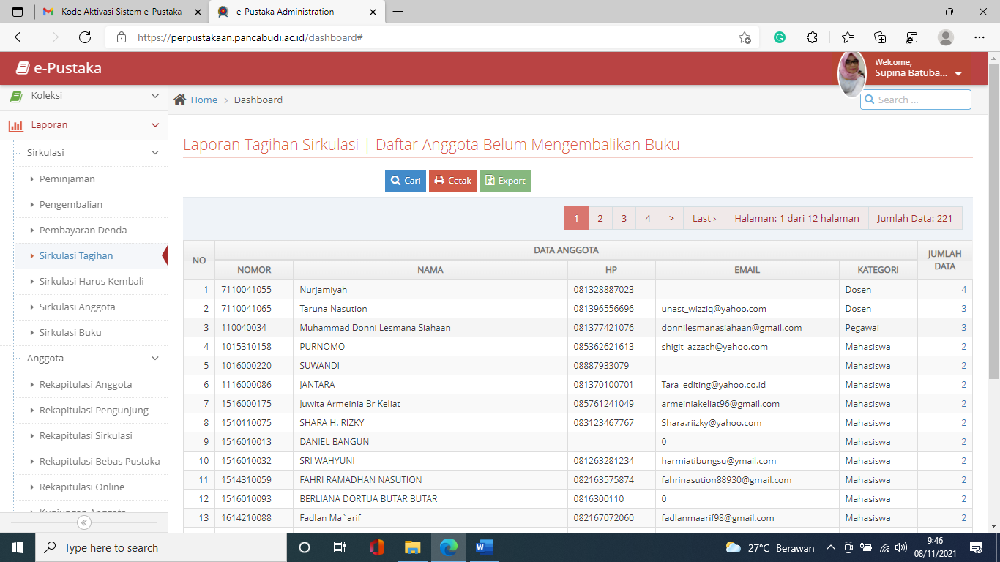 Kode Aktivasi Sistem e-Pustaka -
e-Pustaka Administration
https://perpustakaan.pancabudi.ac.id/dashboard#
e-Pustaka
Welcome,
Supina Batuba...
Koleksi
Laporan
Sirkulasi
Peminjaman
Pengembalian
Pembayaran Denda
Sirkulasi Tagihan
Sirkulasi Harus Kembali
Sirkulasi Anggota
Sirkulasi Buku
Anggota
Rekapitulasi Anggota
Rekapitulasi Pengunjung
Rekapitulasi Sirkulasi
Rekapitulasi Bebas Pustaka
Rekapitulasi Online
Kunjungan Anggota
Home > Dashboard
Search ...
Laporan Tagihan Sirkulasi | Daftar Anggota Belum Mengembalikan Buku
Cari Cetak Export
1 2 3 4 > Last › Halaman: 1 dari 12 halaman Jumlah Data: 221
NO DATA ANGGOTA JUMLAH DATA
NOMOR NAMA HP EMAIL KATEGORI
1 7110041055 Nurjamiyah 081328887023 Dosen 4
2 7110041065 Taruna Nasution 081396556696 unast_wizziq@yahoo.com Dosen 3
3 110040034 Muhammad Donni Lesmana Siahaan 081377421076 donnilesmanasiahaan@gmail.com Pegawai 3
4 1015310158 PURNOMO 085362621613 shigit_azzach@yahoo.com Mahasiswa 2
5 1016000220 SUWANDI 08887933079 Mahasiswa 2
6 1116000086 JANTARA 081370100701 Tara_editing@yahoo.co.id Mahasiswa 2
7 1516000175 Juwita Armeinia Br Keliat 085761241049 armeiniakeliat96@gmail.com Mahasiswa 2
8 1510110075 SHARA H. RIZKY 083123467767 Shara.riizky@yahoo.com Mahasiswa 2
9 1516010013 DANIEL BANGUN 0 Mahasiswa 2
10 1516010032 SRI WAHYUNI 081263281234 harmiatibungsu@ymail.com Mahasiswa 2
11 1514310059 FAHRI RAMADHAN NASUTION 082163575874 fahrinasution88930@gmail.com Mahasiswa 2
12 1516010093 BERLIANA DORTUA BUTAR BUTAR 0816300110 0 Mahasiswa 2
13 1614210088 Fadlan Ma`arif 082167072060 fadlanmaarif98@gmail.com Mahasiswa 2
Type here to search
27°C Berawan
9:46
08/11/2021